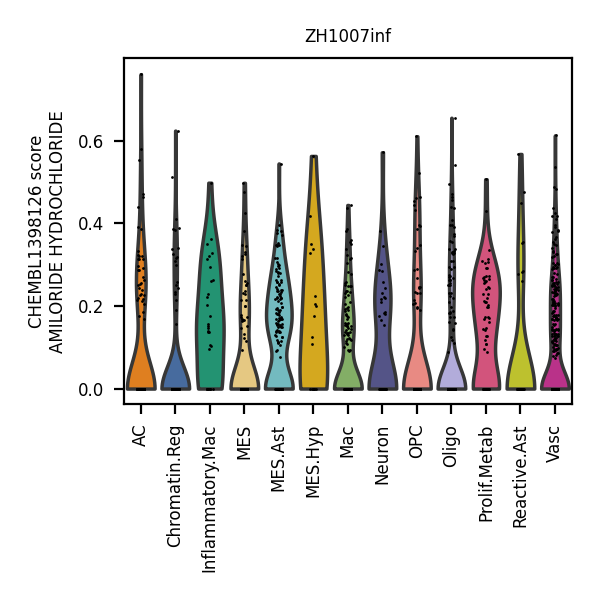 ZH1007inf
CHEMBL1398126 score
AMILORIDE HYDROCHLORIDE
0.6
0.4
0.2
0.0
AC
Chromatin.Reg
Inflammatory.Mac
MES
MES.Ast
MES.Hyp
Mac
Neuron
OPC
Oligo
Prolif.Metab
Reactive.Ast
Vasc